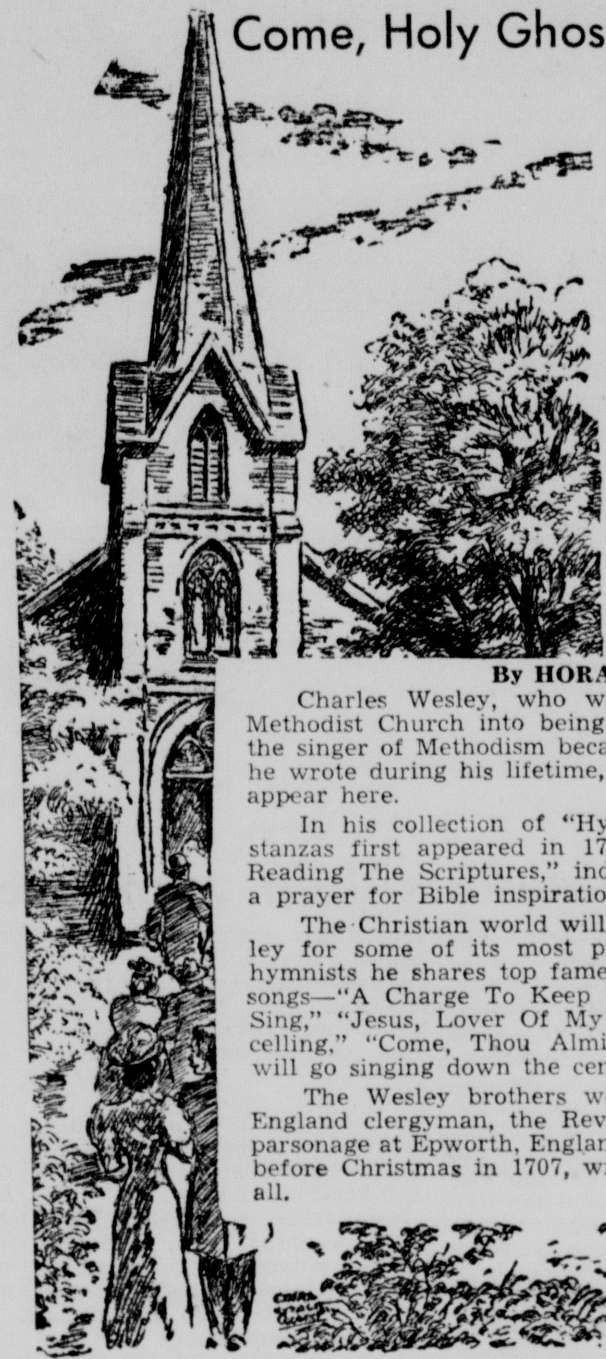 Come, Holy Ghos
By HORA
Charles Wesley, who w
Methodist Church into being
the singer of Methodism beca
he wrote during his lifetime,
appear here.
In his collection of “Hy
stanzas first appeared in 17
Reading The Scriptures,” inc
a prayer for Bible inspiratio
The Christian world will
ley for some of its most p
hymnists he shares top fame
songs—“A Charge To Keep
Sing,” “Jesus, Lover Of My
celling,” “Come, Thou Almi
will go singing down the cen
The Wesley brothers w
England clergyman, the Rev
parsonage at Epworth, Englan
before Christmas in 1707, w
all.